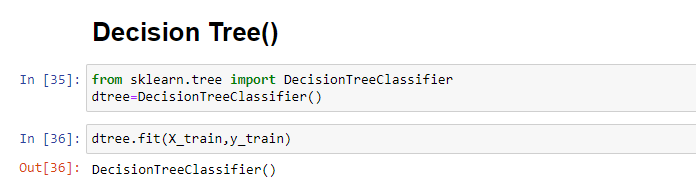 Decision Tree()
In [35]: from sklearn.tree import DecisionTreeClassifier
dtree=DecisionTreeClassifier()
In [36]: dtree.fit(X_train,y_train)
Out[36]: DecisionTreeClassifier()